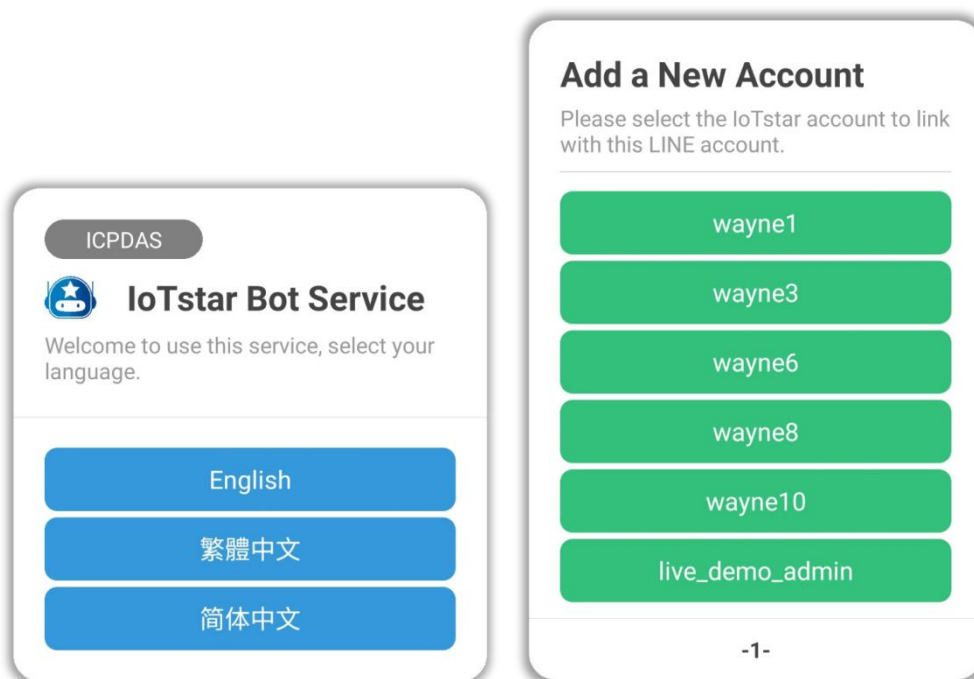 ICPDAS
IoTstar Bot Service
Welcome to use this service, select your
language.
English
繁體中文
简体中文
Add a New Account
Please select the IoTstar account to link
with this LINE account.
wayne1
wayne3
wayne6
wayne8
wayne10
live_demo_admin
-1-